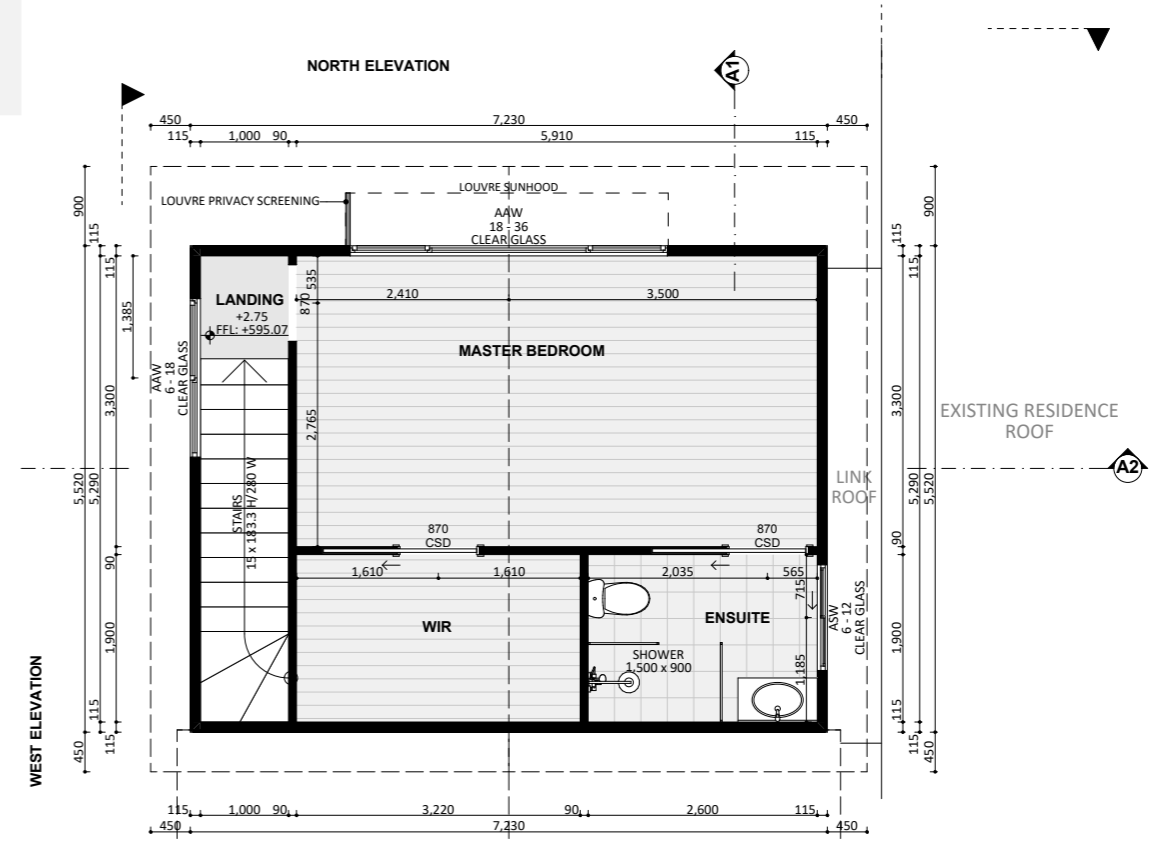 NORTH ELEVATION
A1
450
7,230
450
115
1,000
90
5,910
115
900
115
115
1,385
3,300
5,520
5,290
90
1,900
115
115
450
WEST ELEVATION
LOUVRE PRIVACY SCREENING
LOUVRE SUNHOOD
AAW
18 - 36
CLEAR GLASS
LANDING
+2.75
FFL: +595.07
AAW
6 - 18
CLEAR GLASS
535
870
2,410
3,500
MASTER BEDROOM
2,765
STAIRS
15 x 183.3 H/280 W
870
CSD
870
CSD
1,610
1,610
2,035
565
715
WIR
ENSUITE
SHOWER
1,500 x 900
1,185
ASW
6 - 12
CLEAR GLASS
LINK
ROOF
EXISTING RESIDENCE
ROOF
A2
900
115
115
3,300
5,290
5,520
90
1,900
115
115
450
115
1,000
90
3,220
90
2,600
115
450
7,230
450